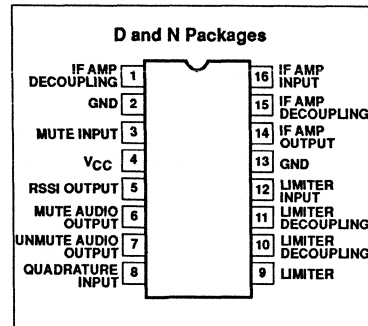 D and N Packages
IF AMP
DECOUPLING 1
GND 2
MUTE INPUT 3
VCC 4
RSSI OUTPUT 5
MUTE AUDIO
OUTPUT 6
UNMUTE AUDIO
OUTPUT 7
QUADRATURE
INPUT 8
16 IF AMP
INPUT
15 IF AMP
DECOUPLING
14 IF AMP
OUTPUT
13 GND
12 LIMITER
INPUT
11 LIMITER
DECOUPLING
10 LIMITER
DECOUPLING
9 LIMITER